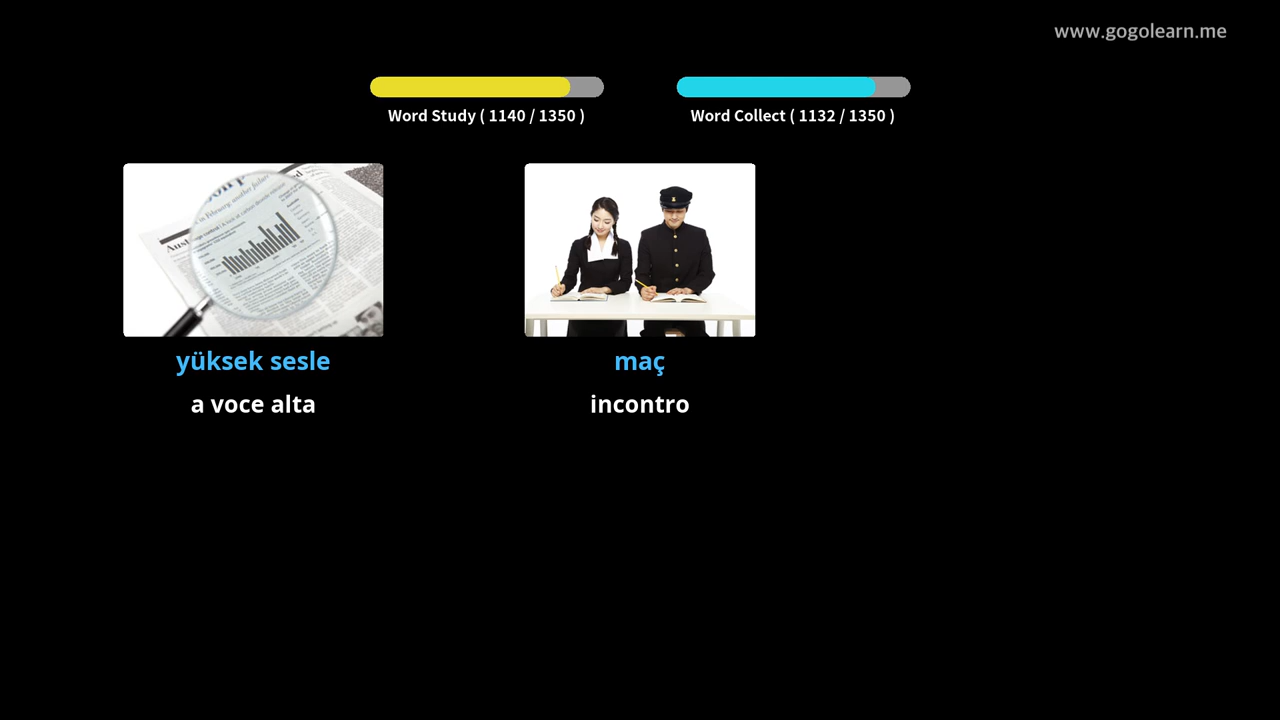 www.gogolearn.me
Word Study ( 1140 / 1350 )
Word Collect ( 1132 / 1350 )
yüksek sesle
maç
a voce alta
incontro